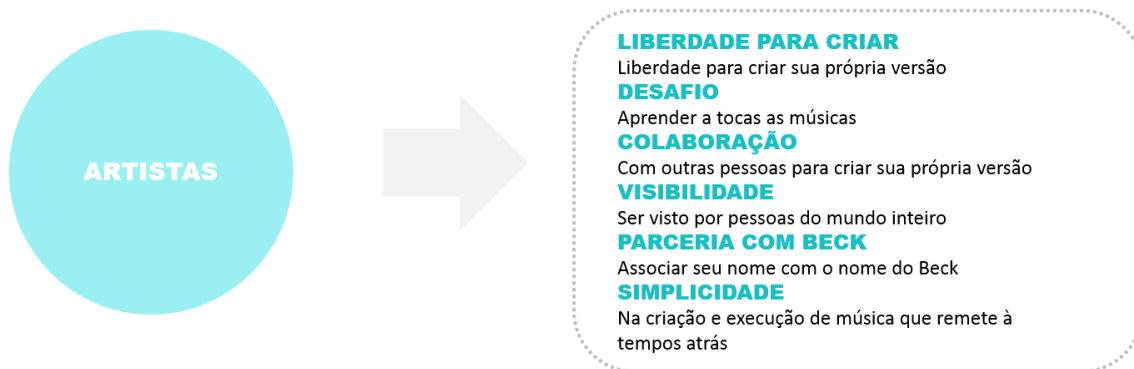 ARTISTAS
LIBERDADE PARA CRIAR
Liberdade para criar sua própria versão
DESAFIO
Aprender a tocas as músicas
COLABORAÇÃO
Com outras pessoas para criar sua própria versão
VISIBILIDADE
Ser visto por pessoas do mundo inteiro
PARCERIA COM BECK
Associar seu nome com o nome do Beck
SIMPLICIDADE
Na criação e execução de música que remete à
tempos atrás